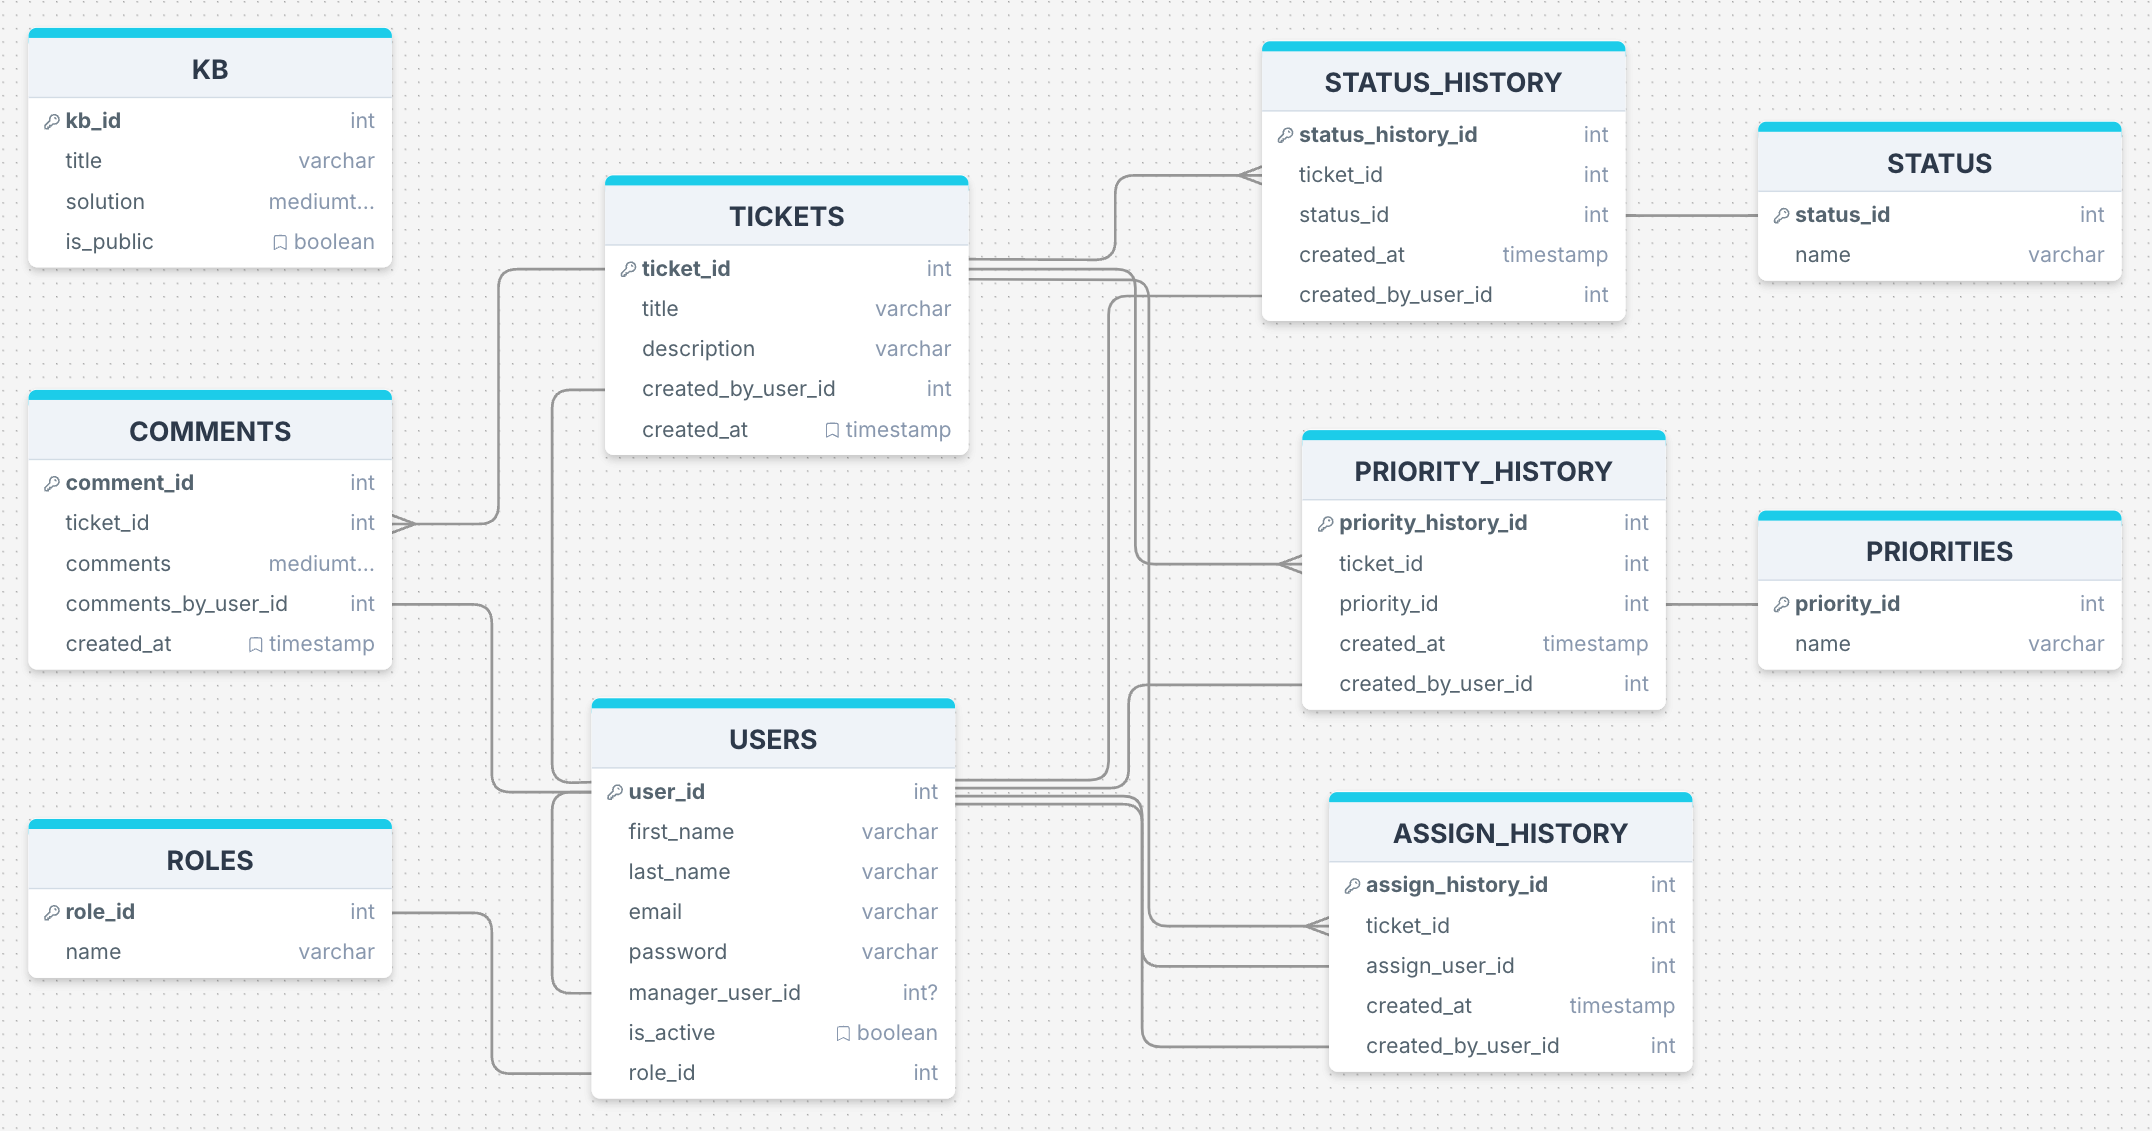 KB
kb_id int
title varchar
solution mediumt...
is_public boolean
COMMENTS
comment_id int
ticket_id int
comments mediumt...
comments_by_user_id int
created_at timestamp
ROLES
role_id int
name varchar
TICKETS
ticket_id int
title varchar
description varchar
created_by_user_id int
created_at timestamp
USERS
user_id int
first_name varchar
last_name varchar
email varchar
password varchar
manager_user_id int?
is_active boolean
role_id int
STATUS_HISTORY
status_history_id int
ticket_id int
status_id int
created_at timestamp
created_by_user_id int
PRIORITY_HISTORY
priority_history_id int
ticket_id int
priority_id int
created_at timestamp
created_by_user_id int
ASSIGN_HISTORY
assign_history_id int
ticket_id int
assign_user_id int
created_at timestamp
created_by_user_id int
STATUS
status_id int
name varchar
PRIORITIES
priority_id int
name varchar